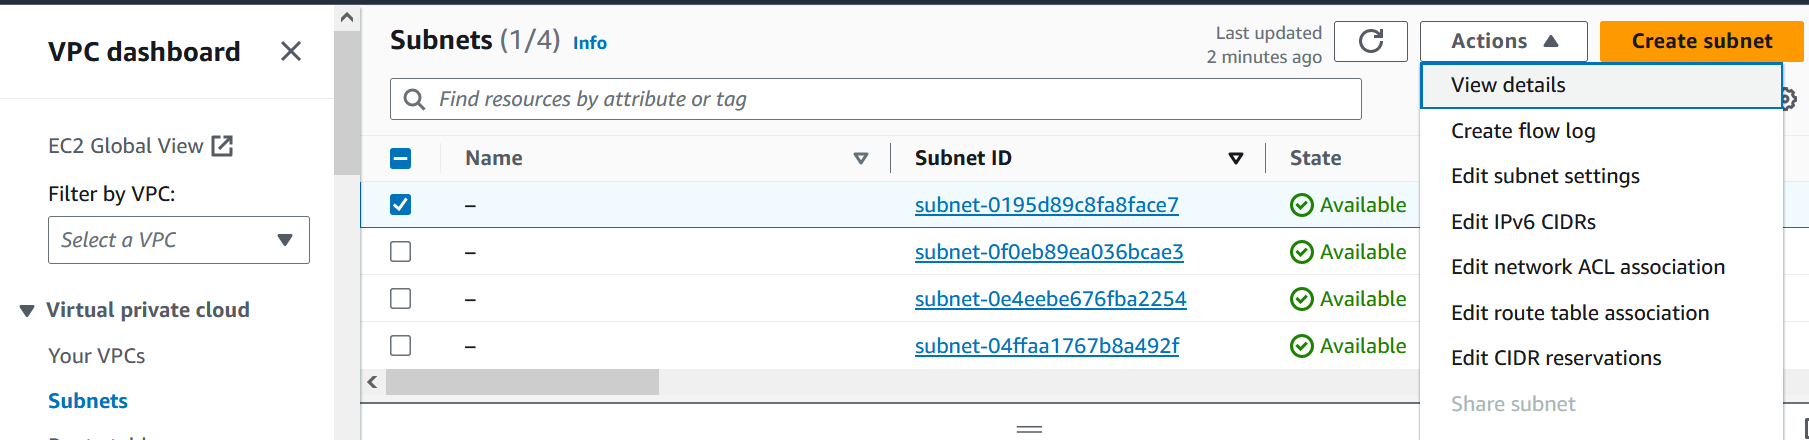 VPC dashboard
EC2 Global View
Filter by VPC:
Select a VPC
Virtual private cloud
Your VPCs
Subnets
Subnets (1/4) Info
Last updated
2 minutes ago
Actions
Create subnet
Find resources by attribute or tag
Name Subnet ID State
– subnet-0195d89c8fa8face7 Available
– subnet-0f0eb89ea036bcae3 Available
– subnet-0e4eebe676fba2254 Available
– subnet-04ffaa1767b8a492f Available
View details
Create flow log
Edit subnet settings
Edit IPv6 CIDRs
Edit network ACL association
Edit route table association
Edit CIDR reservations
Share subnet